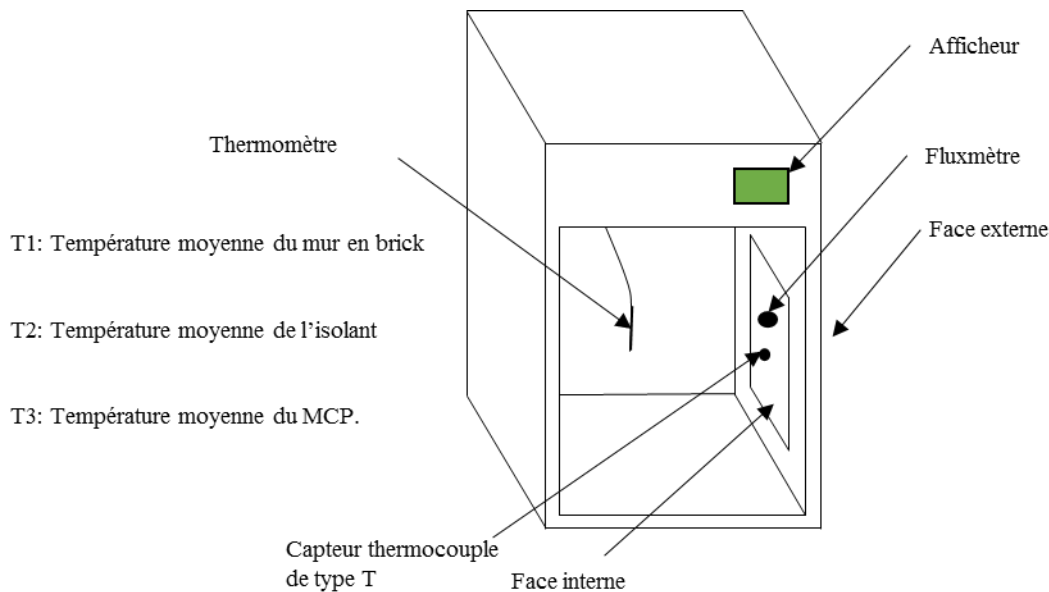 Afficheur
Thermomètre
Fluxmètre
T1: Température moyenne du mur en brick
Face externe
T2: Température moyenne de l’isolant
T3: Température moyenne du MCP.
Capteur thermocouple
de type T
Face interne